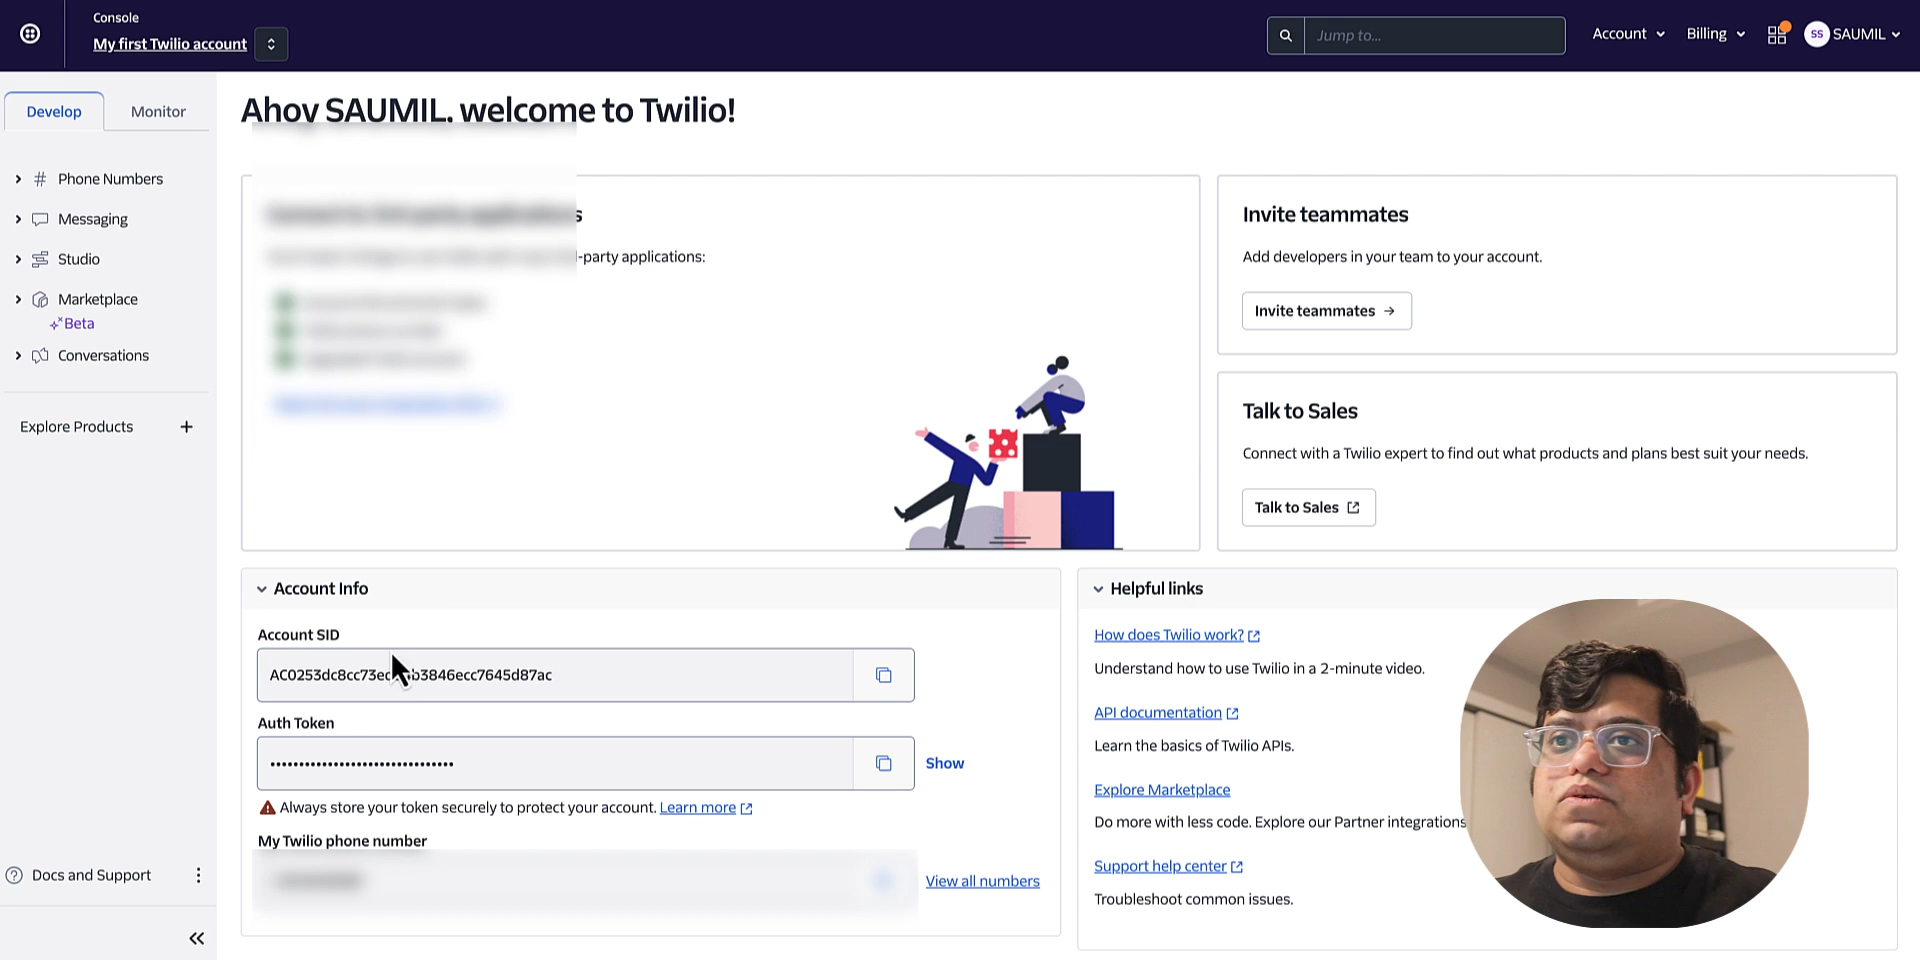 Console
My first Twilio account
Jump to...
Account
Billing
SS
SAUMIL
Develop
Monitor
Phone Numbers
Messaging
Studio
Marketplace
Beta
Conversations
Explore Products
Docs and Support
Ahoy SAUMIL, welcome to Twilio!
-party applications:
Invite teammates
Add developers in your team to your account.
Invite teammates
Talk to Sales
Connect with a Twilio expert to find out what products and plans best suit your needs.
Talk to Sales
Account Info
Account SID
Auth Token
••••••••••••••••••••••••••••••••
Show
Always store your token securely to protect your account. Learn more
My Twilio phone number
View all numbers
Helpful links
How does Twilio work?
Understand how to use Twilio in a 2-minute video.
API documentation
Learn the basics of Twilio APIs.
Explore Marketplace
Do more with less code. Explore our Partner integrations
Support help center
Troubleshoot common issues.